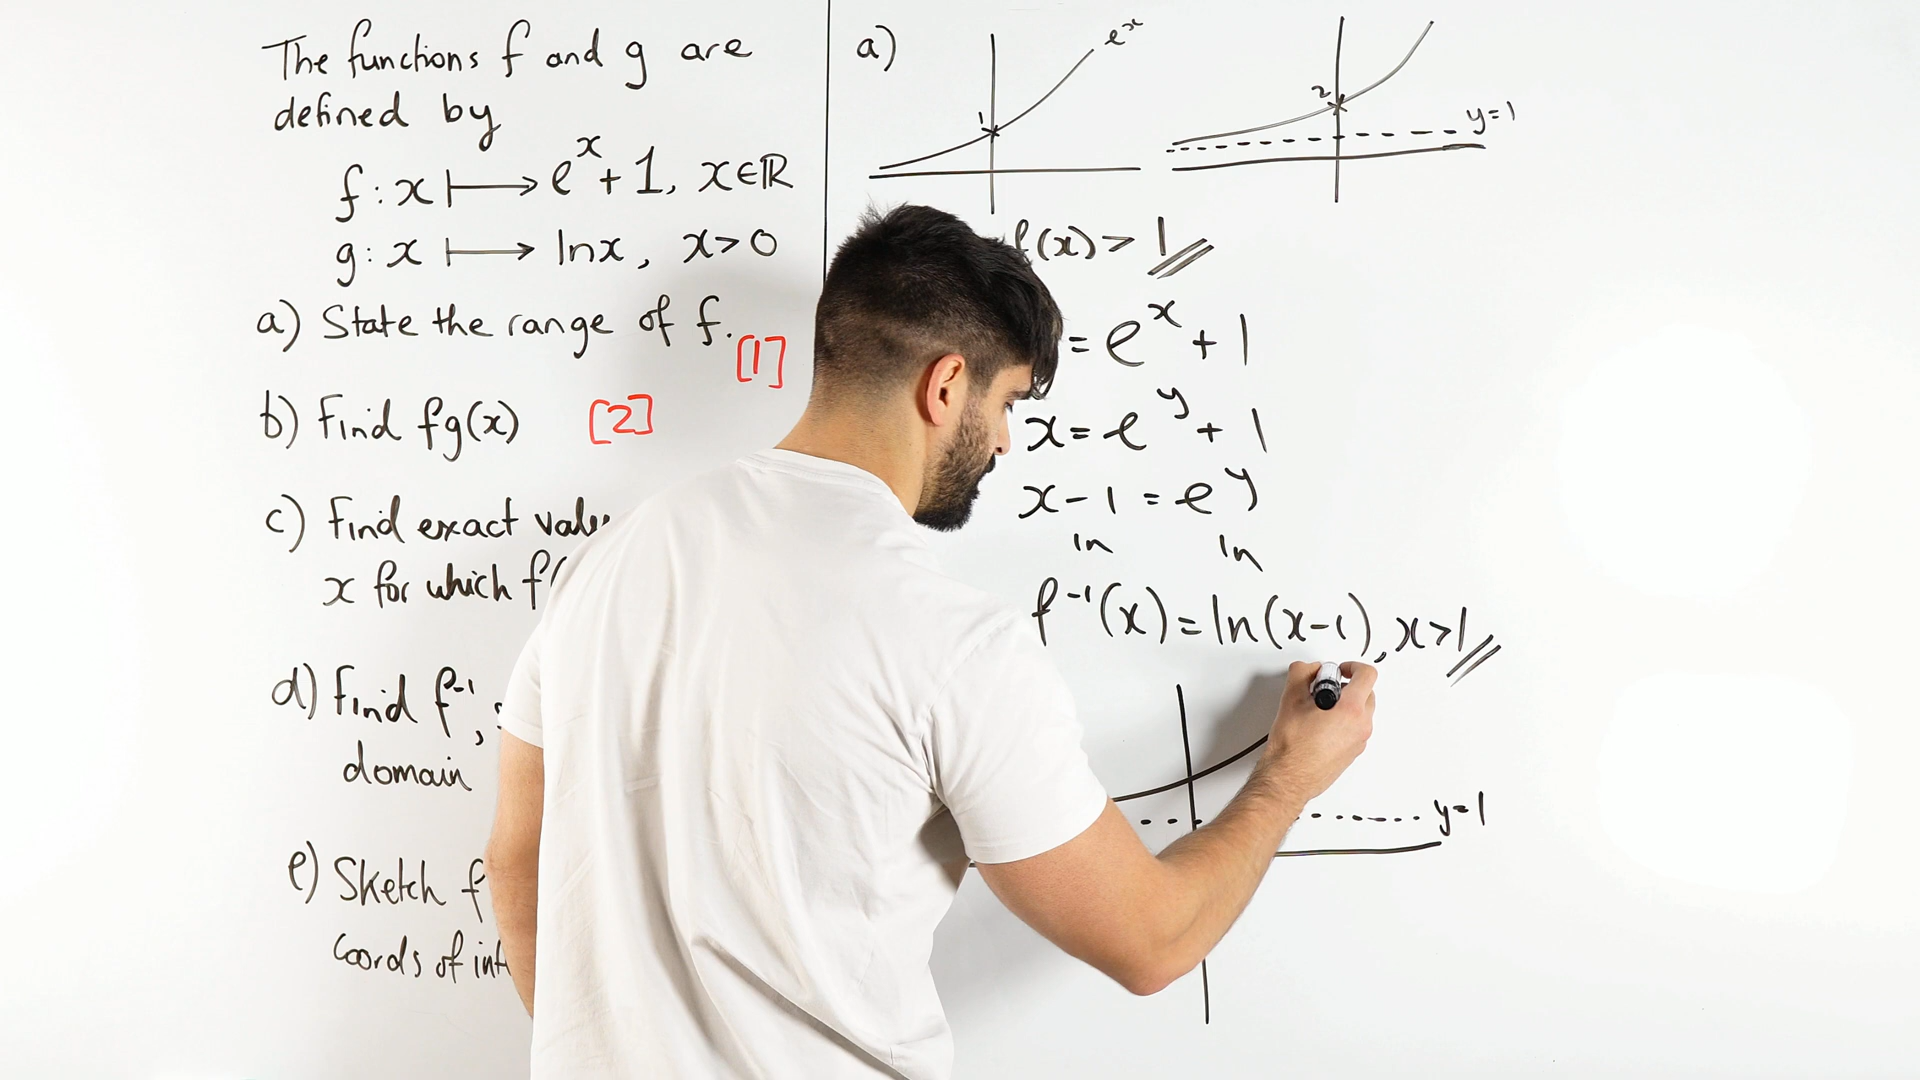 The functions f and g are
defined by
f : x ⟼ e^x + 1, x∈ℝ
g : x ⟼ ln x, x > 0
a) State the range of f.
[1]
b) Find fg(x) [2]
c) Find exact
x for which
d) Find f^-1,
domain
e) Sketch f
Coords of
a)
1
e^x
2
y=1
f(x) > 1
= e^x + 1
x = e^y + 1
x - 1 = e^y
ln ln
f^-1(x) = ln(x-1), x>1
y=1